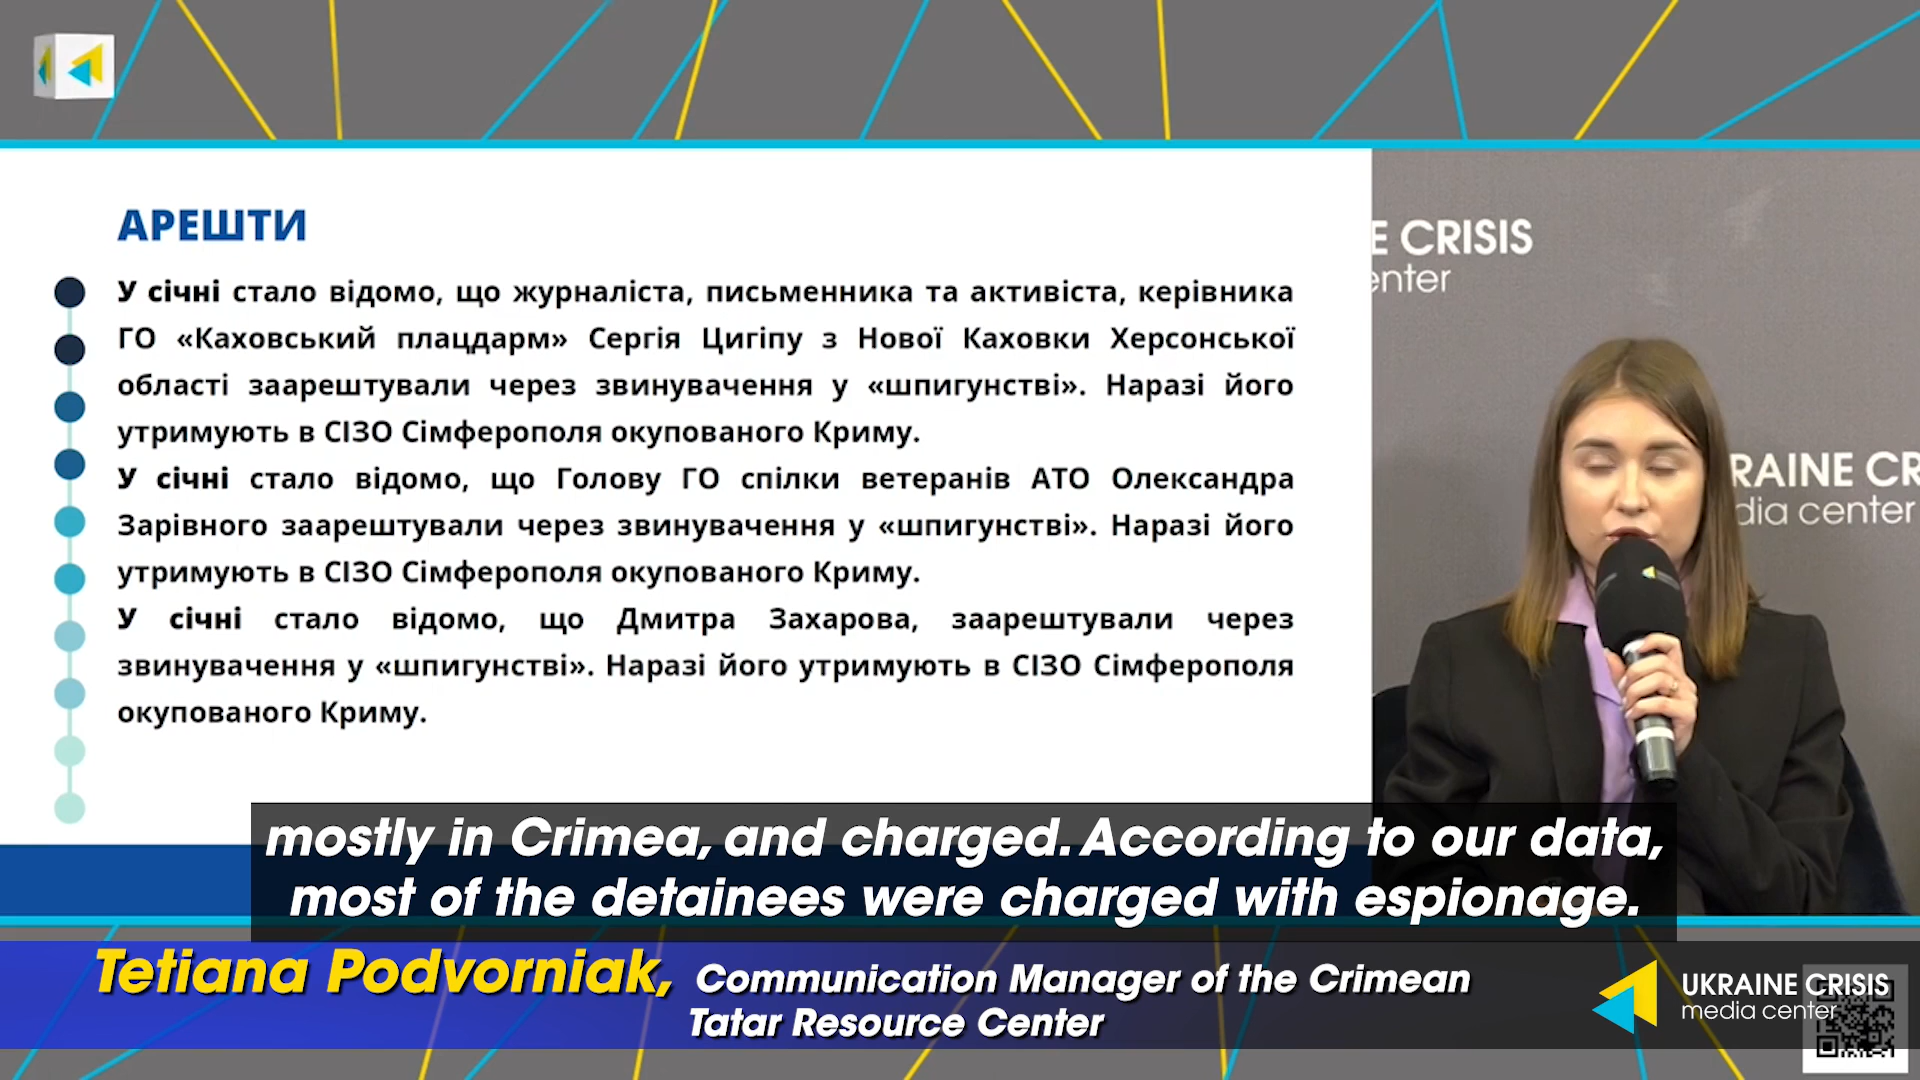 АРЕШТИ
У січні стало відомо, що журналіста, письменника та активіста, керівника
ГО «Каховський плацдарм» Сергія Цигіпу з Нової Каховки Херсонської
області заарештували через звинувачення у «шпигунстві». Наразі його
утримують в СІЗО Сімферополя окупованого Криму.
У січні стало відомо, що Голову ГО спілки ветеранів АТО Олександра
Зарівного заарештували через звинувачення у «шпигунстві». Наразі його
утримують в СІЗО Сімферополя окупованого Криму.
У січні стало відомо, що Дмитра Захарова, заарештували через
звинувачення у «шпигунстві». Наразі його утримують в СІЗО Сімферополя
окупованого Криму.
E CRISIS
enter
RAINE CR
dia center
mostly in Crimea, and charged. According to our data,
most of the detainees were charged with espionage.
Tetiana Podvorniak, Communication Manager of the Crimean
Tatar Resource Center
UKRAINE CRISIS
media center